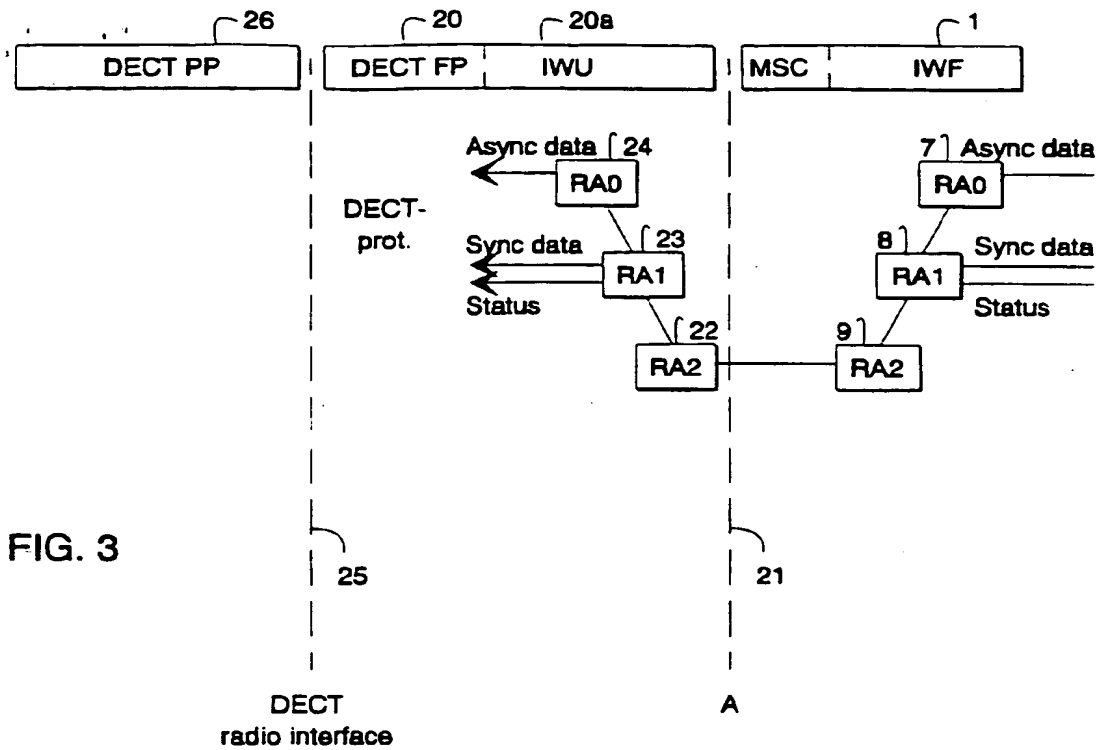 26 20 20a 1
DECT PP DECT FP IWU MSC IWF
Async data 24 7 Async data
RA0 RA0
DECT-
prot.
Sync data 23 8 Sync data
RA1 RA1
Status Status
22 9
RA2 RA2
FIG. 3
25 21
DECT
radio interface
A